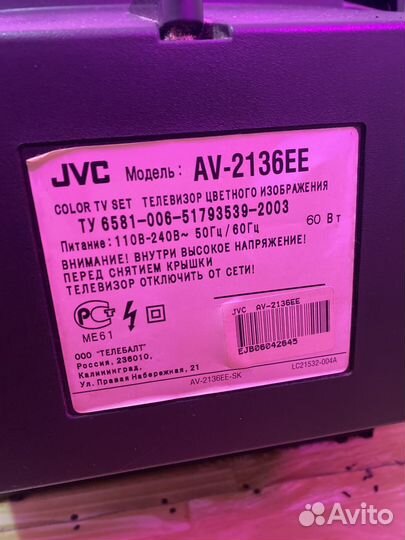 JVC Модель: AV-2136EE
COLOR TV SET ТЕЛЕВИЗОР ЦВЕТНОГО ИЗОБРАЖЕНИЯ
ТУ 6581-006-51793539-2003
Питание: 110В-240В~ 50Гц/60Гц 60 Вт
ВНИМАНИЕ! ВНУТРИ ВЫСОКОЕ НАПРЯЖЕНИЕ!
ПЕРЕД СНЯТИЕМ КРЫШКИ
ТЕЛЕВИЗОР ОТКЛЮЧИТЬ ОТ СЕТИ!
РСТ
МЕ61
JVC AV-2136EE
EJB06042645
ООО "ТЕЛЕБАЛТ"
Россия, 236010,
Калининград,
Ул. Правая Набережная, 21
AV-2136EE-SK
LC21532-004A
Avito